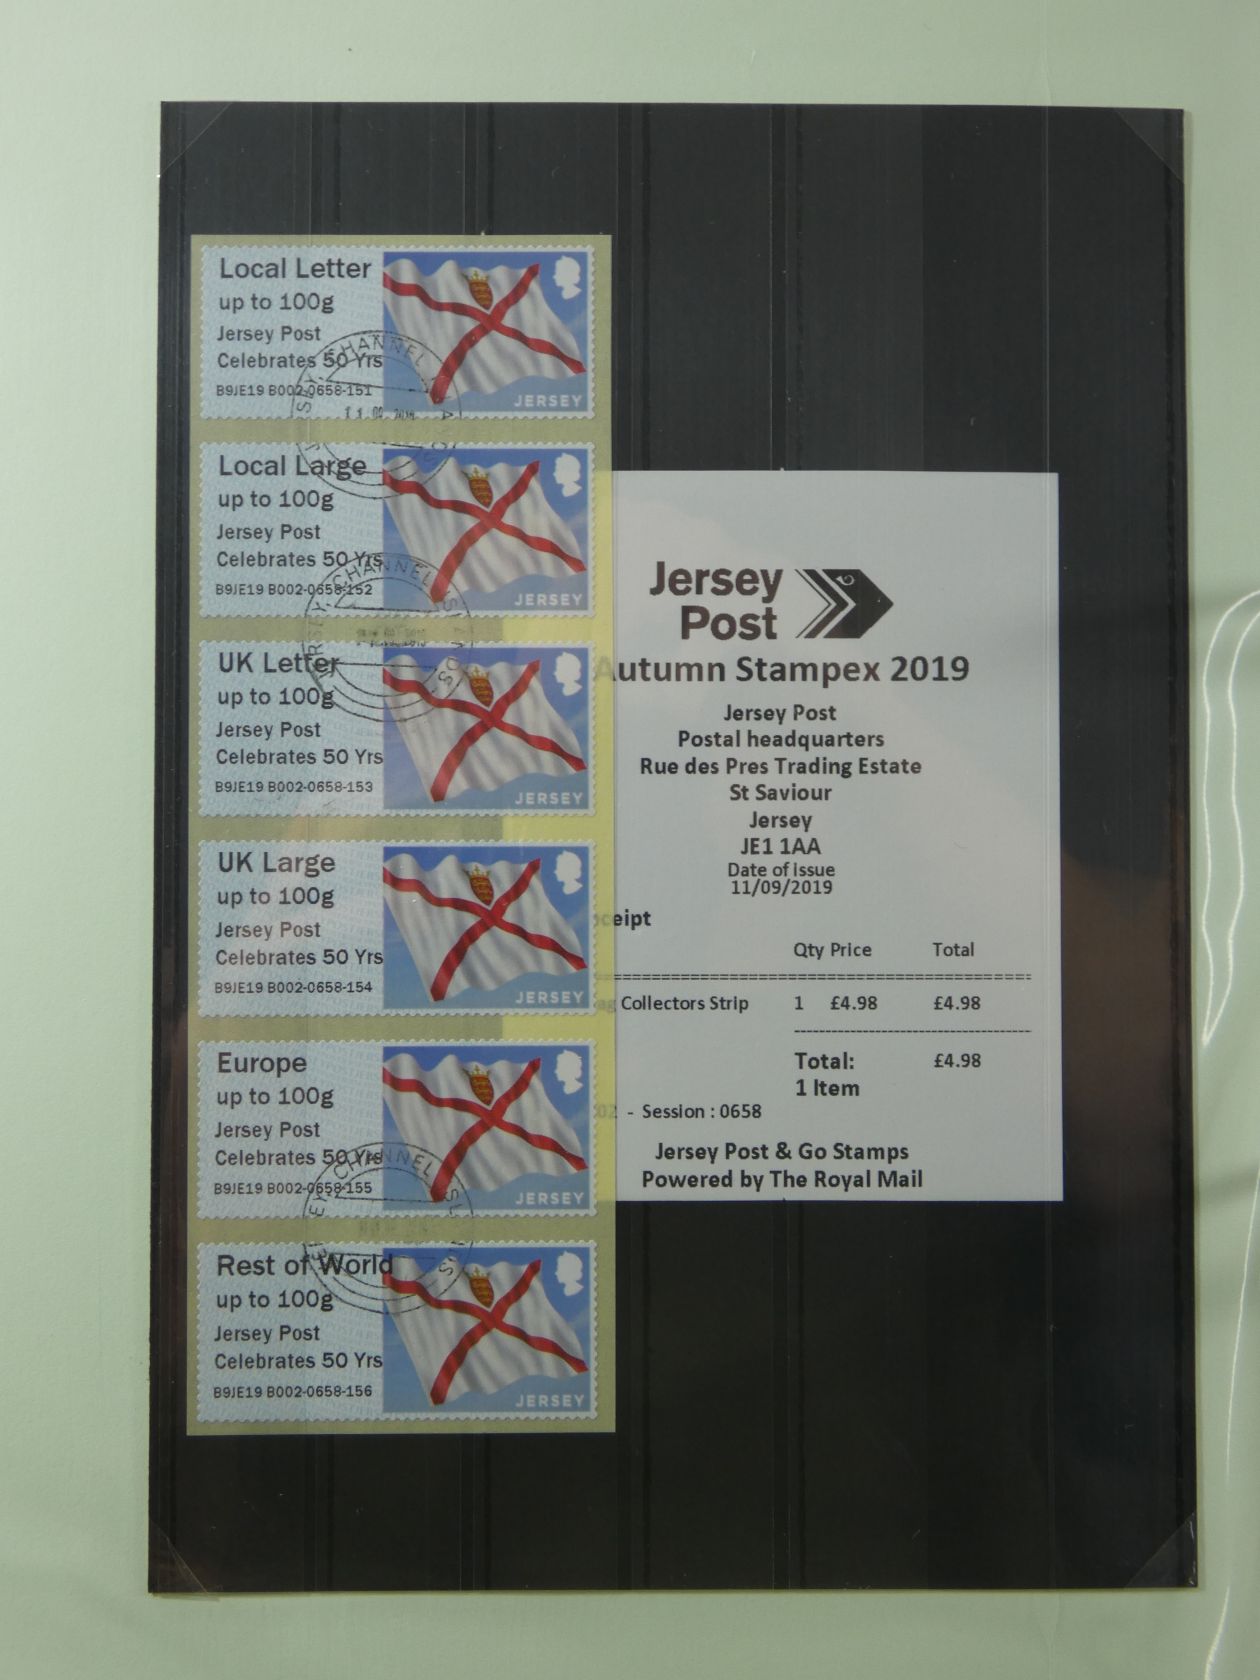 Local Letter
up to 100g
Jersey Post
Celebrates 50 Yrs
B9JE19 B002-0658-151
JERSEY
Local Large
up to 100g
Jersey Post
Celebrates 50 Yrs
B9JE19 B002-0658-152
JERSEY
UK Letter
up to 100g
Jersey Post
Celebrates 50 Yrs
B9JE19 B002-0658-153
JERSEY
UK Large
up to 100g
Jersey Post
Celebrates 50 Yrs
B9JE19 B002-0658-154
JERSEY
Europe
up to 100g
Jersey Post
Celebrates 50 Yrs
B9JE19 B002-0658-155
JERSEY
Rest of World
up to 100g
Jersey Post
Celebrates 50 Yrs
B9JE19 B002-0658-156
JERSEY
Jersey
Post
Autumn Stampex 2019
Jersey Post
Postal headquarters
Rue des Pres Trading Estate
St Saviour
Jersey
JE1 1AA
Date of issue
11/09/2019
Qty Price Total
Collectors Strip 1 £4.98 £4.98
Total: £4.98
1 Item
- Session : 0658
Jersey Post & Go Stamps
Powered by The Royal Mail